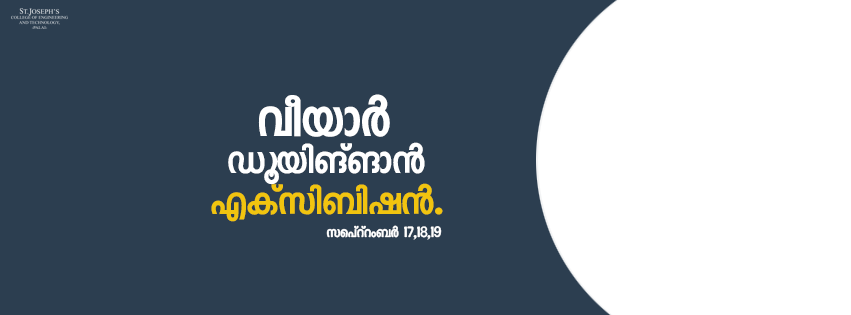 ST.JOSEPH'S
COLLEGE OF ENGINEERING
AND TECHNOLOGY,
PALAI
വീയാർ
ഡൂയിങ്ങാൻ
എക്സിബിഷൻ.
സപെ്റ്റംബർ 17,18,19